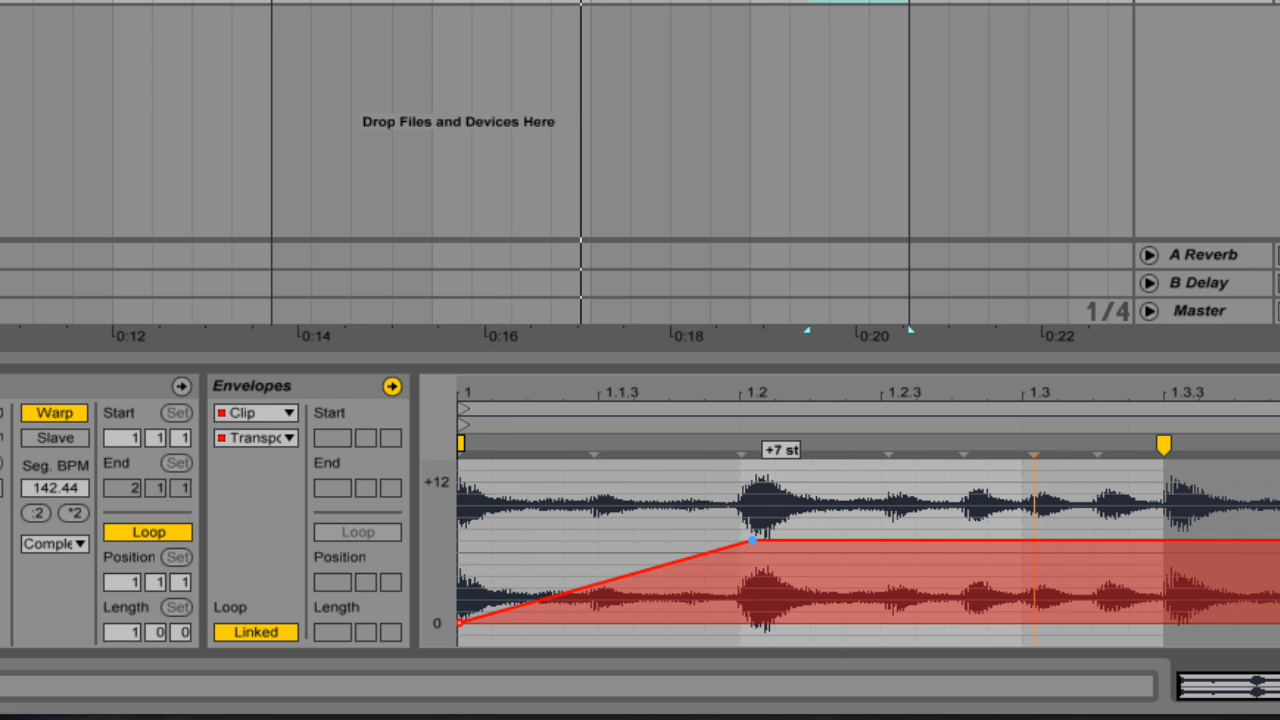 Drop Files and Devices Here
A Reverb
B Delay
1/4 Master
0:12 0:14 0:16 0:18 0:20 0:22
Envelopes
1 1.1.3 1.2 1.2.3 1.3 1.3.3
Warp Start Set Clip Start
Slave 1 1 1 Transpc
Seg. BPM End Set End
+7 st
142.44 2 1 1
+12
:2 *2
Loop Loop
Comple Position Set Position
1 1 1
Length Set Loop Length
1 0 0 Linked
0